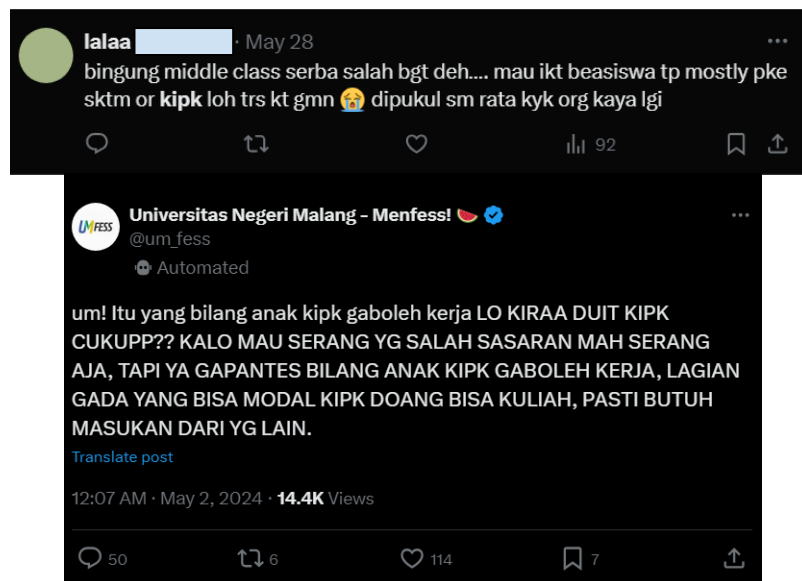 lalaa · May 28
bingung middle class serba salah bgt deh.... mau ikt beasiswa tp mostly pke
sktm or kipk loh trs kt gmn 😭 dipukul sm rata kyk org kaya lgi
92
UMFESS
Universitas Negeri Malang - Menfess! 🍉
@um_fess
Automated
um! Itu yang bilang anak kipk gaboleh kerja LO KIRAA DUIT KIPK
CUKUPP?? KALO MAU SERANG YG SALAH SASARAN MAH SERANG
AJA, TAPI YA GAPANTES BILANG ANAK KIPK GABOLEH KERJA, LAGIAN
GADA YANG BISA MODAL KIPK DOANG BISA KULIAH, PASTI BUTUH
MASUKAN DARI YG LAIN.
Translate post
12:07 AM · May 2, 2024 · 14.4K Views
50 6 114 7